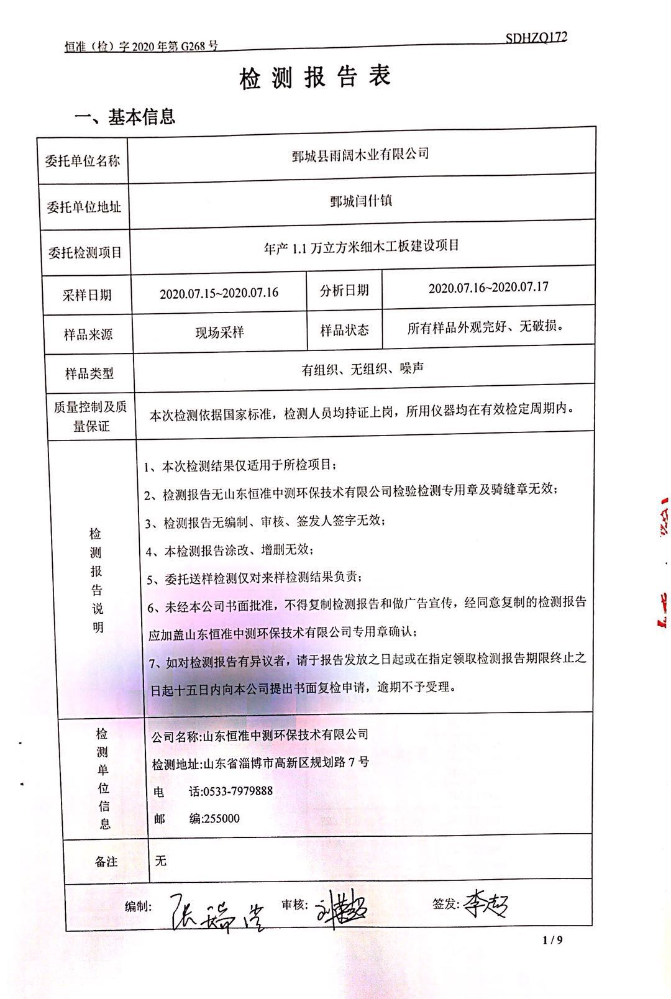 恒准（检）字 2020 年第 G268 号
SDHZQ172
检测报告表
一、基本信息
委托单位名称
鄄城县雨阔木业有限公司
委托单位地址
鄄城闫什镇
委托检测项目
年产 1.1 万立方米细木工板建设项目
采样日期
2020.07.15~2020.07.16
分析日期
2020.07.16~2020.07.17
样品来源
现场采样
样品状态
所有样品外观完好、无破损。
样品类型
有组织、无组织、噪声
质量控制及质
量保证
本次检测依据国家标准，检测人员均持证上岗，所用仪器均在有效检定周期内。
检
测
报
告
说
明
1、本次检测结果仅适用于所检项目；
2、检测报告无山东恒准中测环保技术有限公司检验检测专用章及骑缝章无效；
3、检测报告无编制、审核、签发人签字无效；
4、本检测报告涂改、增删无效；
5、委托送样检测仅对来样检测结果负责；
6、未经本公司书面批准，不得复制检测报告和做广告宣传，经同意复制的检测报告
应加盖山东恒准中测环保技术有限公司专用章确认；
7、如对检测报告有异议者，请于报告发放之日起或在指定领取检测报告期限终止之
日起十五日内向本公司提出书面复检申请，逾期不予受理。
检
测
单
位
信
息
公司名称:山东恒准中测环保技术有限公司
检测地址:山东省淄博市高新区规划路 7 号
电 话:0533-7979888
邮 编:255000
备注
无
编制:
审核:
签发:
1 / 9